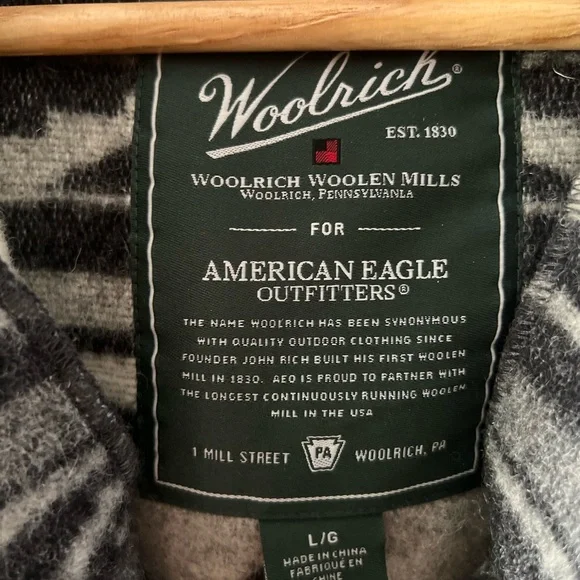 Woolrich®
EST. 1830
WOOLRICH WOOLEN MILLS
WOOLRICH, PENNSYLVANIA
FOR
AMERICAN EAGLE
OUTFITTERS®
THE NAME WOOLRICH HAS BEEN SYNONYMOUS
WITH QUALITY OUTDOOR CLOTHING SINCE
FOUNDER JOHN RICH BUILT HIS FIRST WOOLEN
MILL IN 1830. AEO IS PROUD TO PARTNER WITH
THE LONGEST CONTINUOUSLY RUNNING WOOLEN
MILL IN THE USA
1 MILL STREET PA WOOLRICH, PA
L/G
MADE IN CHINA
FABRIQUÉ EN
CHINE